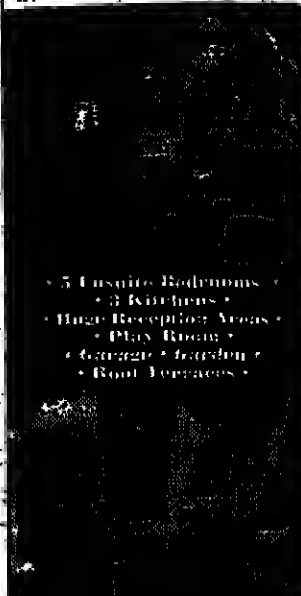 • 5 Ensuite Bedrooms •
• 3 Kitchens •
• Huge Reception Areas •
• Play Room •
• Garage • Garden •
• Roof Terraces •